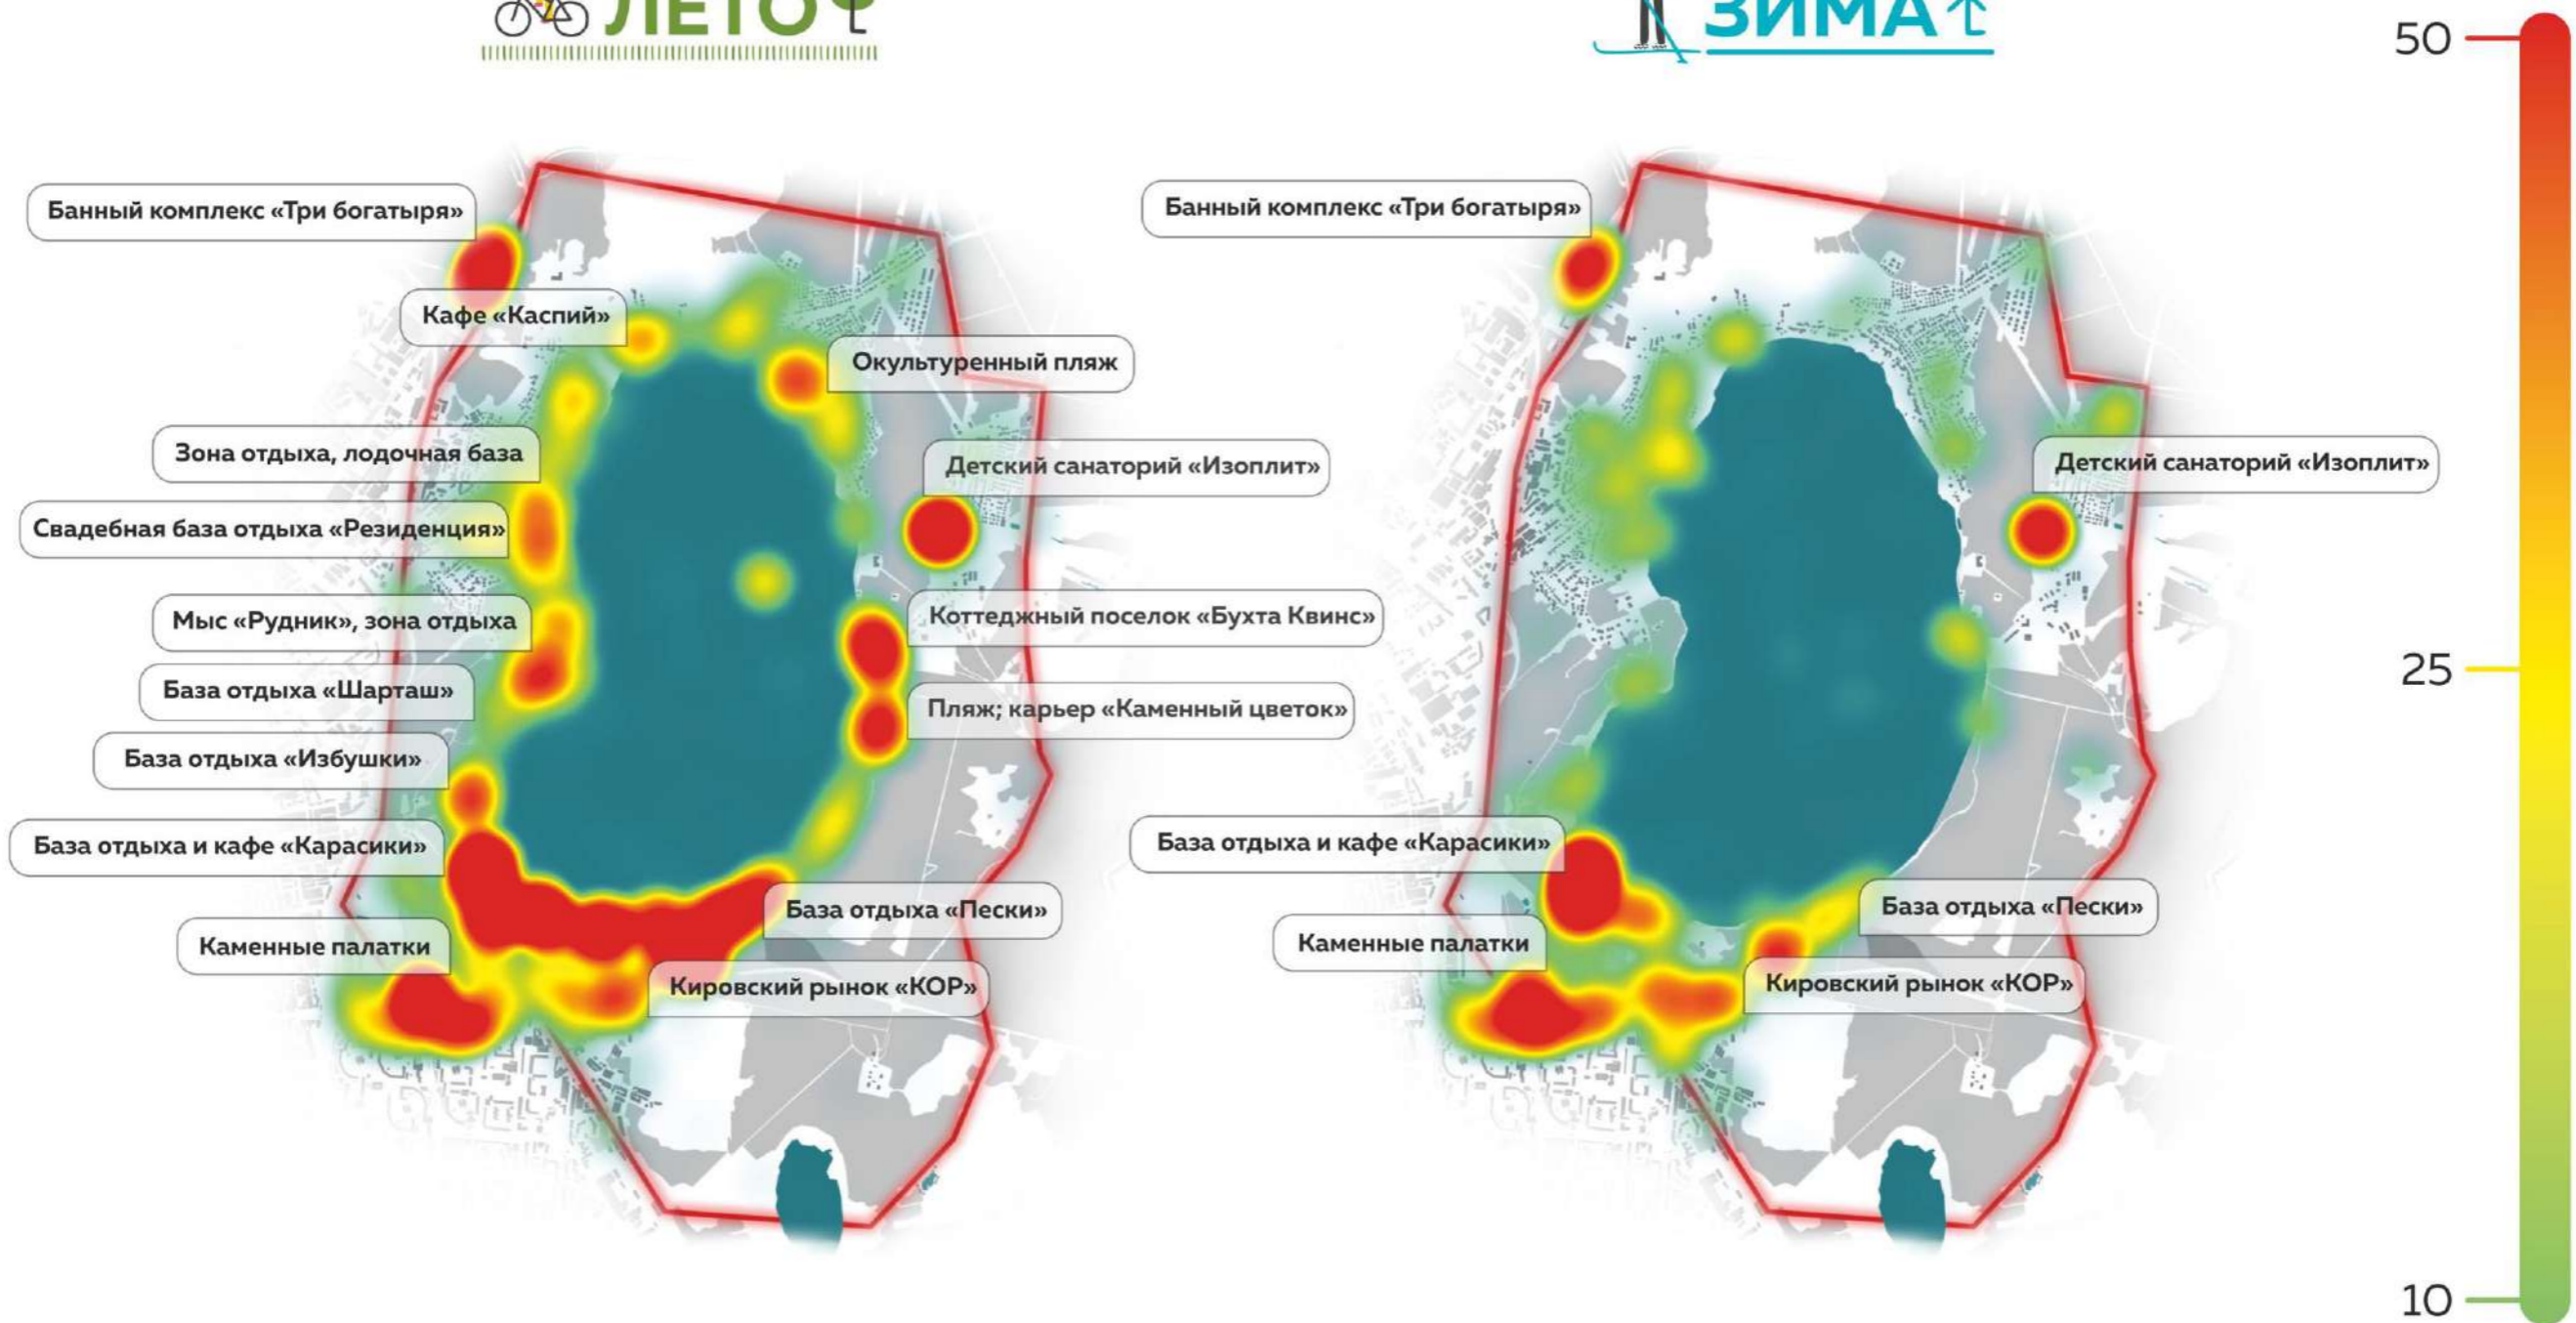 ЛЕТО
ЗИМА
50
25
10
Банный комплекс «Три богатыря»
Кафе «Каспий»
Окультуренный пляж
Зона отдыха, лодочная база
Детский санаторий «Изоплит»
Свадебная база отдыха «Резиденция»
Мыс «Рудник», зона отдыха
Коттеджный поселок «Бухта Квинс»
База отдыха «Шарташ»
Пляж; карьер «Каменный цветок»
База отдыха «Избушки»
База отдыха и кафе «Карасики»
База отдыха «Пески»
Каменные палатки
Кировский рынок «КОР»
Банный комплекс «Три богатыря»
Детский санаторий «Изоплит»
База отдыха и кафе «Карасики»
База отдыха «Пески»
Каменные палатки
Кировский рынок «КОР»